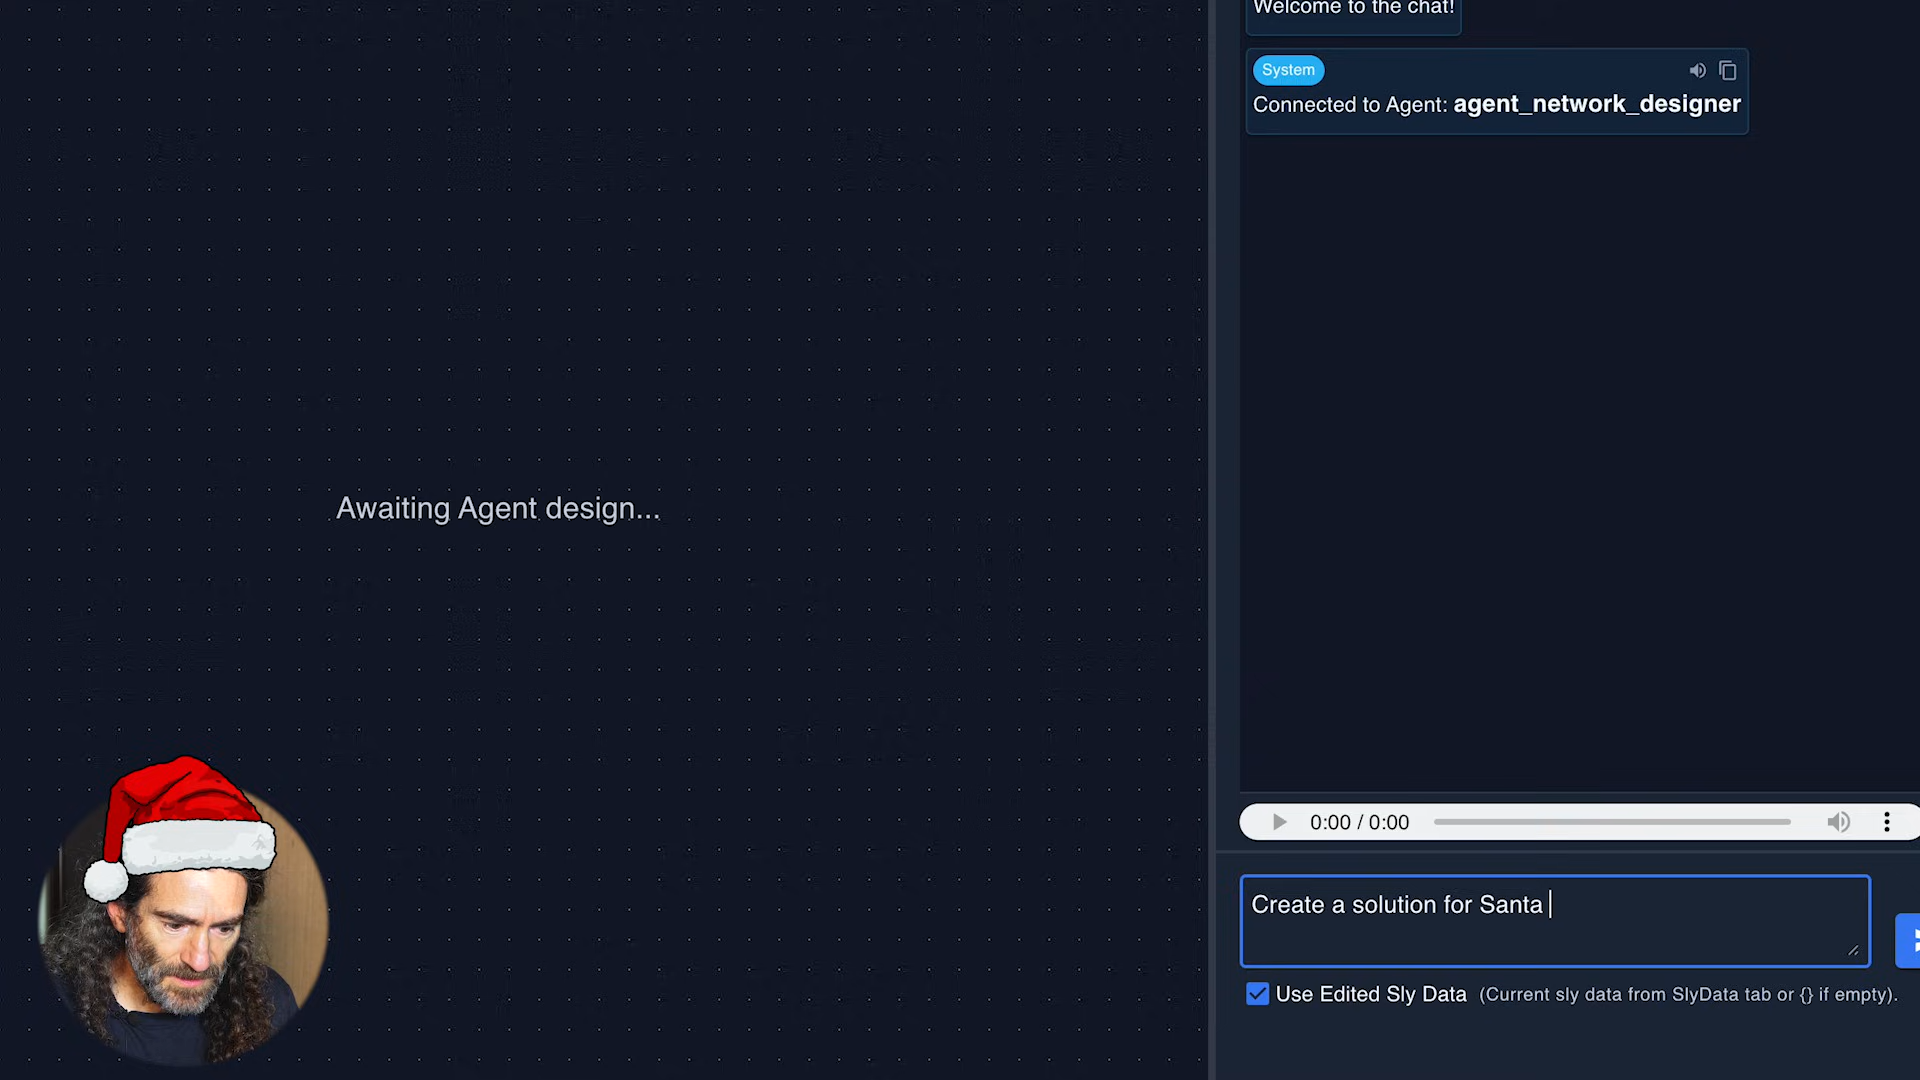 Welcome to the chat!
System
Connected to Agent: agent_network_designer
Awaiting Agent design...
0:00 / 0:00
Create a solution for Santa
Use Edited Sly Data (Current sly data from SlyData tab or {} if empty).